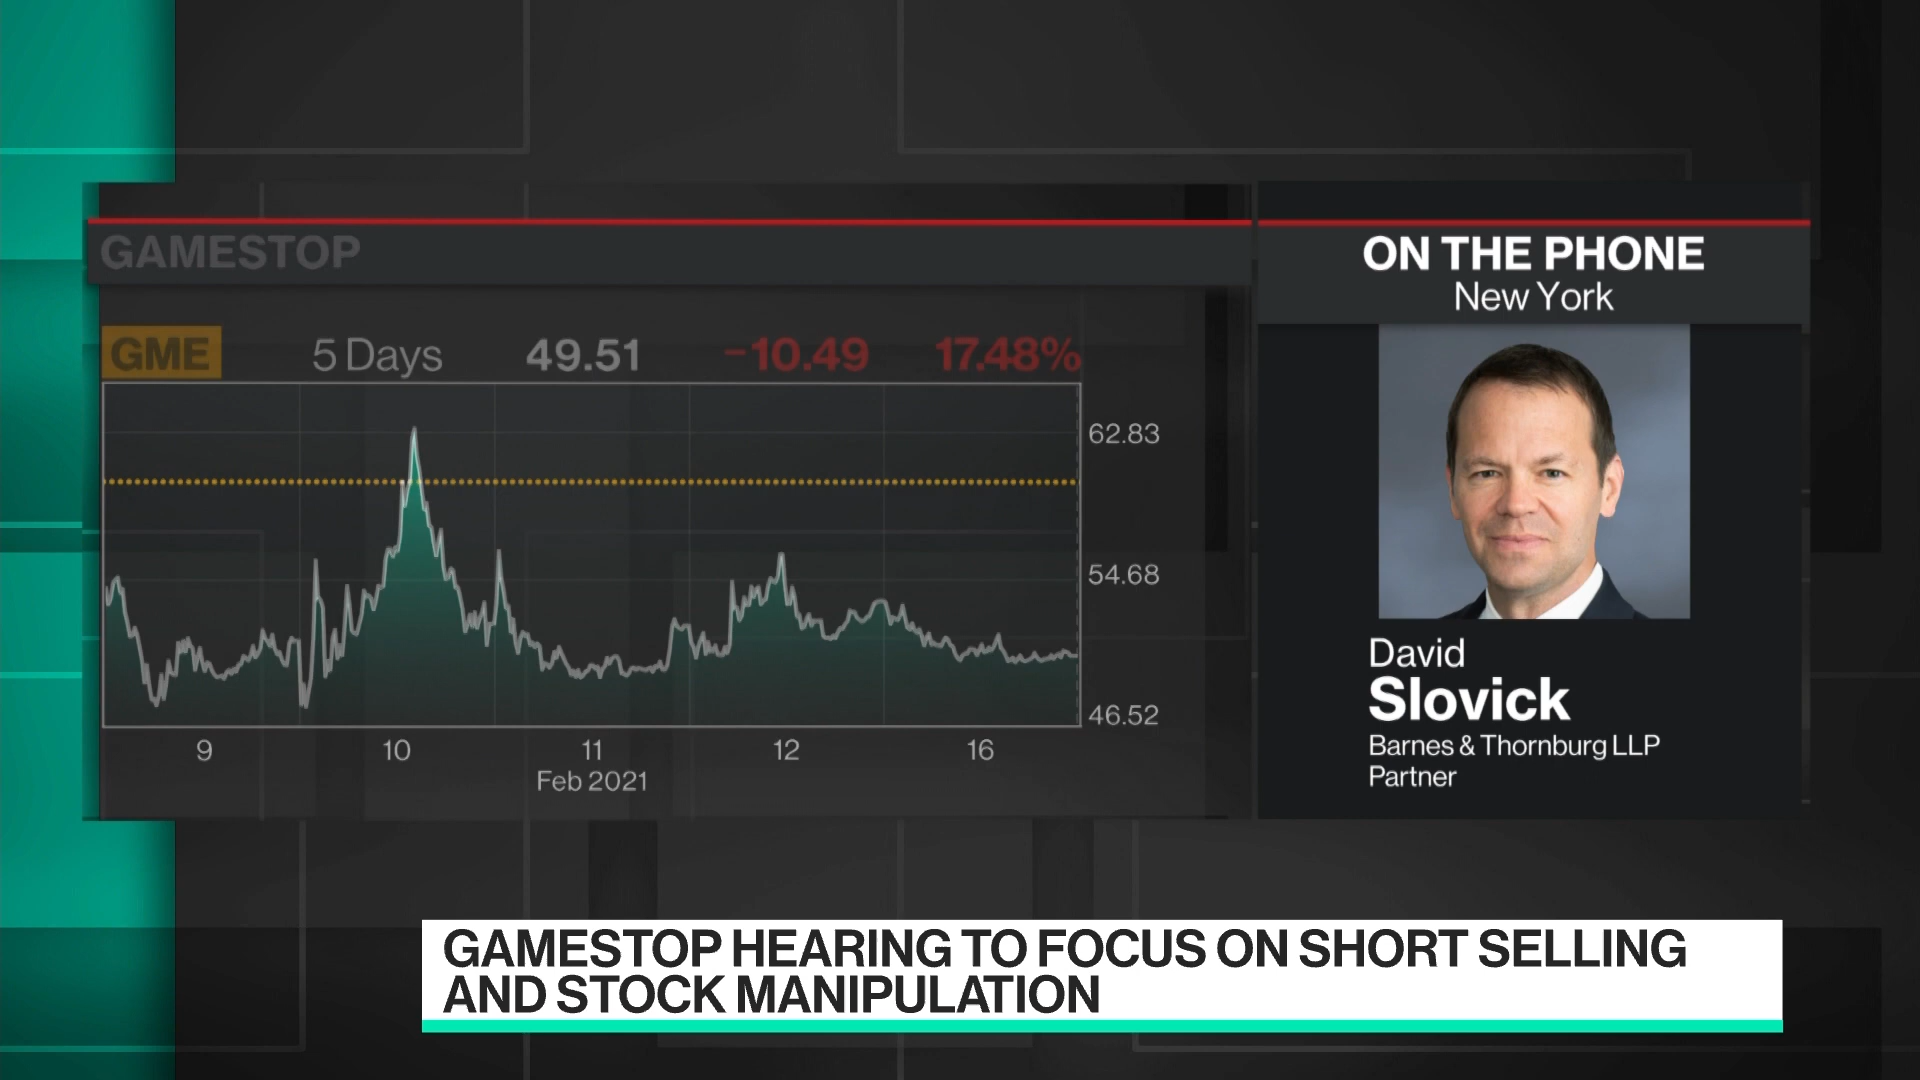 GAMESTOP
GME 5 Days 49.51 −10.49 17.48%
62.83
54.68
46.52
9 10 11 12 16
Feb 2021
ON THE PHONE
New York
David
Slovick
Barnes & Thornburg LLP
Partner
GAMESTOP HEARING TO FOCUS ON SHORT SELLING
AND STOCK MANIPULATION